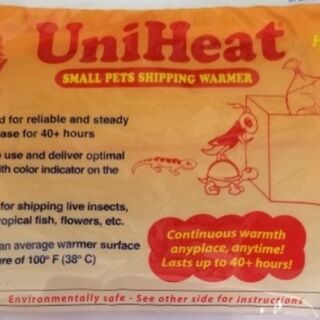 UniHeat
SMALL PETS SHIPPING WARMER
d for reliable and steady
ease for 40+ hours
use and deliver optimal
ith color indicator on the
for shipping live insects,
ropical fish, flowers, etc.
an average warmer surface
re of 100° F (38° C)
Continuous warmth
anyplace, anytime!
Lasts up to 40+ hours!
Environmentally safe - See other side for instructions